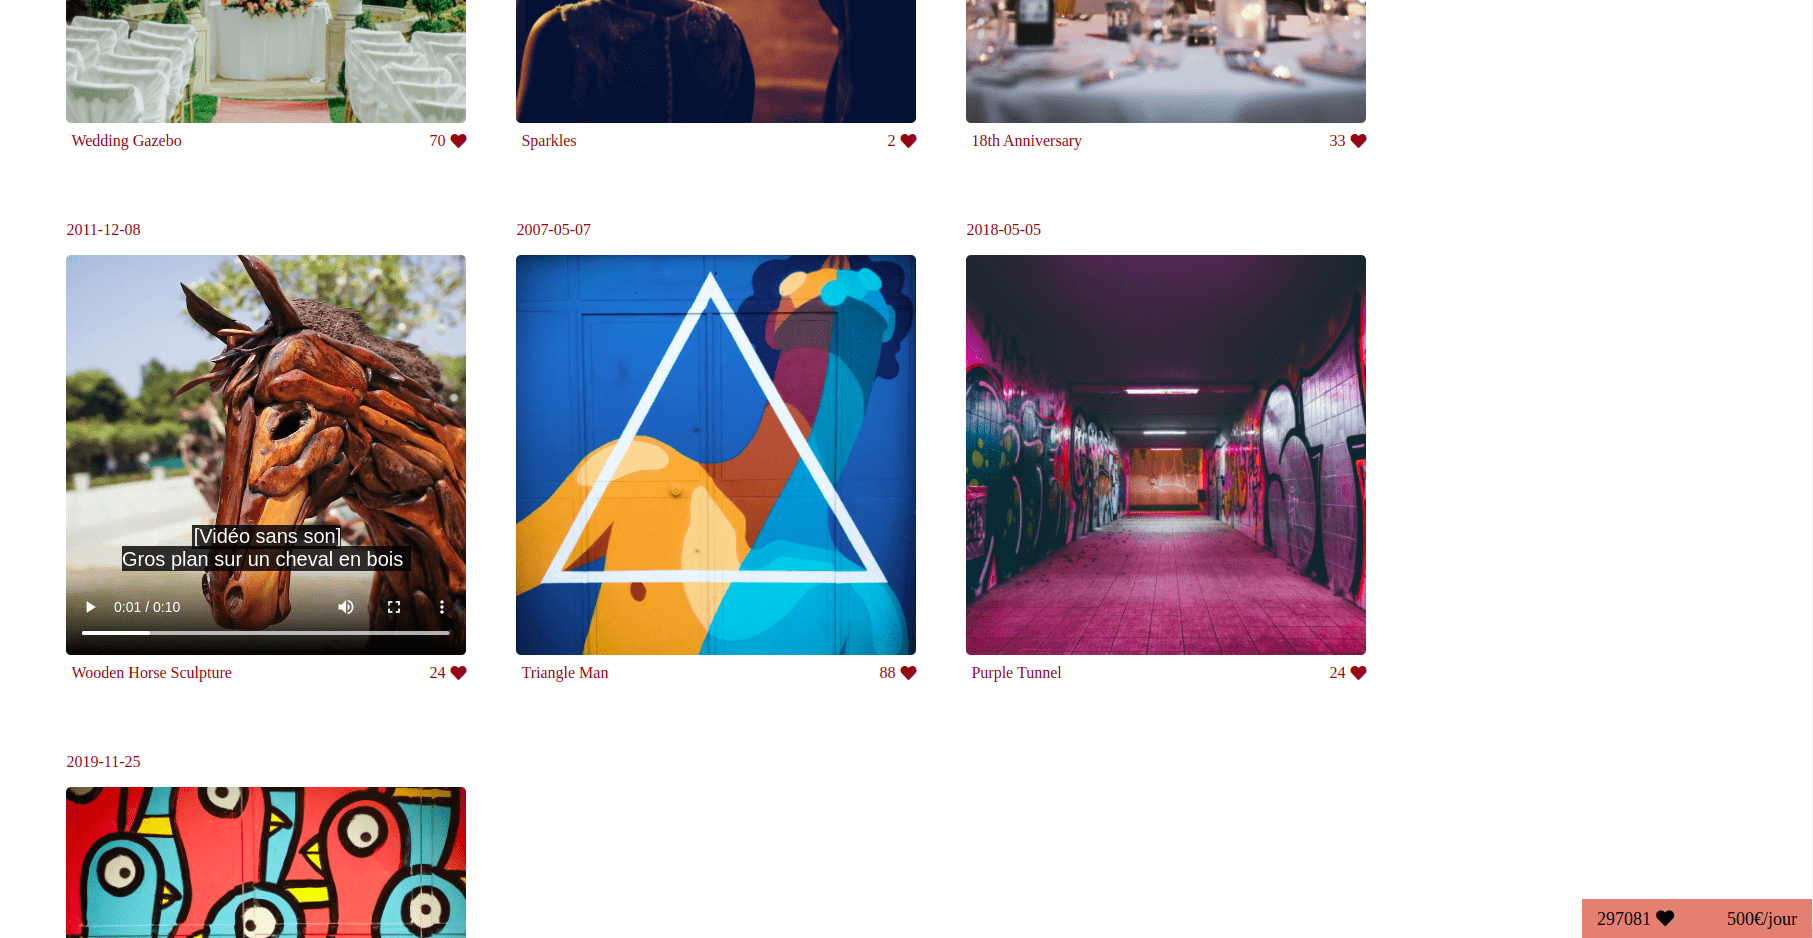 Wedding Gazebo 70
Sparkles 2
18th Anniversary 33
2011-12-08
2007-05-07
2018-05-05
[Vidéo sans son]
Gros plan sur un cheval en bois
0:01 / 0:10
Wooden Horse Sculpture 24
Triangle Man 88
Purple Tunnel 24
2019-11-25
297081 500€/jour